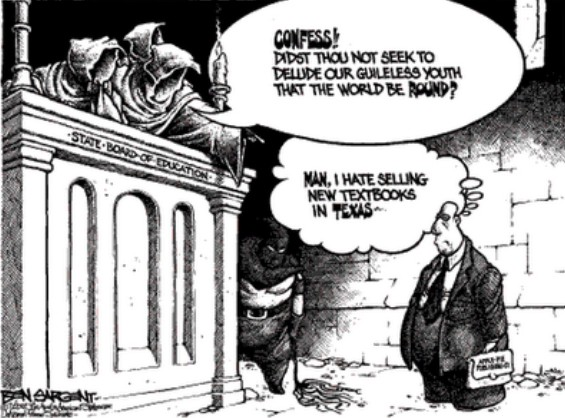 CONFESS!!
DIDST THOU NOT SEEK TO
DELUDE OUR GUILELESS YOUTH
THAT THE WORLD BE ROUND?
·STATE·BOARD·OF·EDUCATION·
MAN, I HATE SELLING
NEW TEXTBOOKS
IN TEXAS~
BEN SARGENT